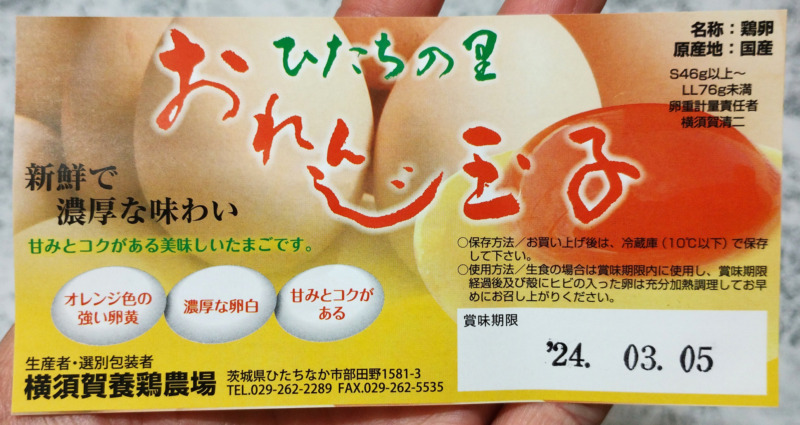 ひたちの里
おれんじ玉子
名称：鶏卵
原産地：国産
S46g以上～
LL76g未満
卵重計量責任者
横須賀清二
新鮮で
濃厚な味わい
甘みとコクがある美味しいたまごです。
オレンジ色の
強い卵黄
濃厚な卵白
甘みとコクが
ある
○保存方法／お買い上げ後は、冷蔵庫（10℃以下）で保存
して下さい。
○使用方法／生食の場合は賞味期限内に使用し、賞味期限
経過後及び殻にヒビの入った卵は充分加熱調理してお早
めにお召し上がりください。
賞味期限
'24. 03. 05
生産者・選別包装者
横須賀養鶏農場
茨城県ひたちなか市部田野1581-3
TEL.029-262-2289 FAX.029-262-5535